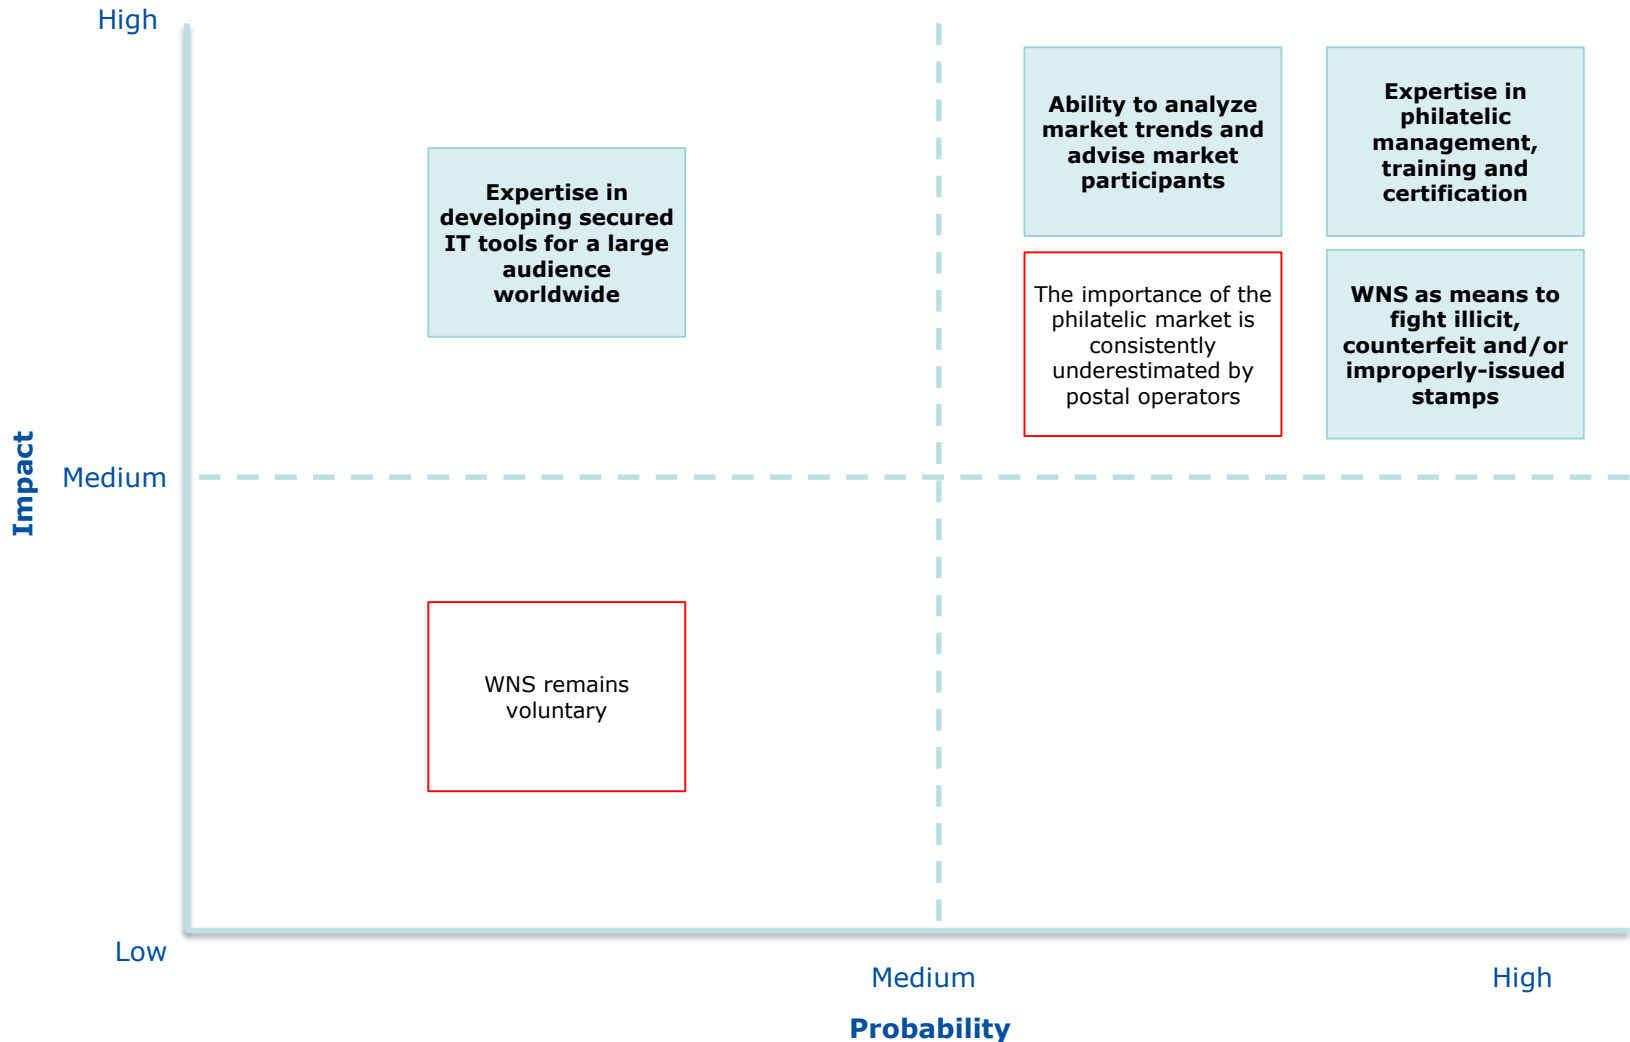 High
Ability to analyze
market trends and
advise market
participants
Expertise in
philatelic
management,
training and
certification
Expertise in
developing secured
IT tools for a large
audience
worldwide
The importance of the
philatelic market is
consistently
underestimated by
postal operators
WNS as means to
fight illicit,
counterfeit and/or
improperly-issued
stamps
Impact
Medium
WNS remains
voluntary
Low
Medium
High
Probability